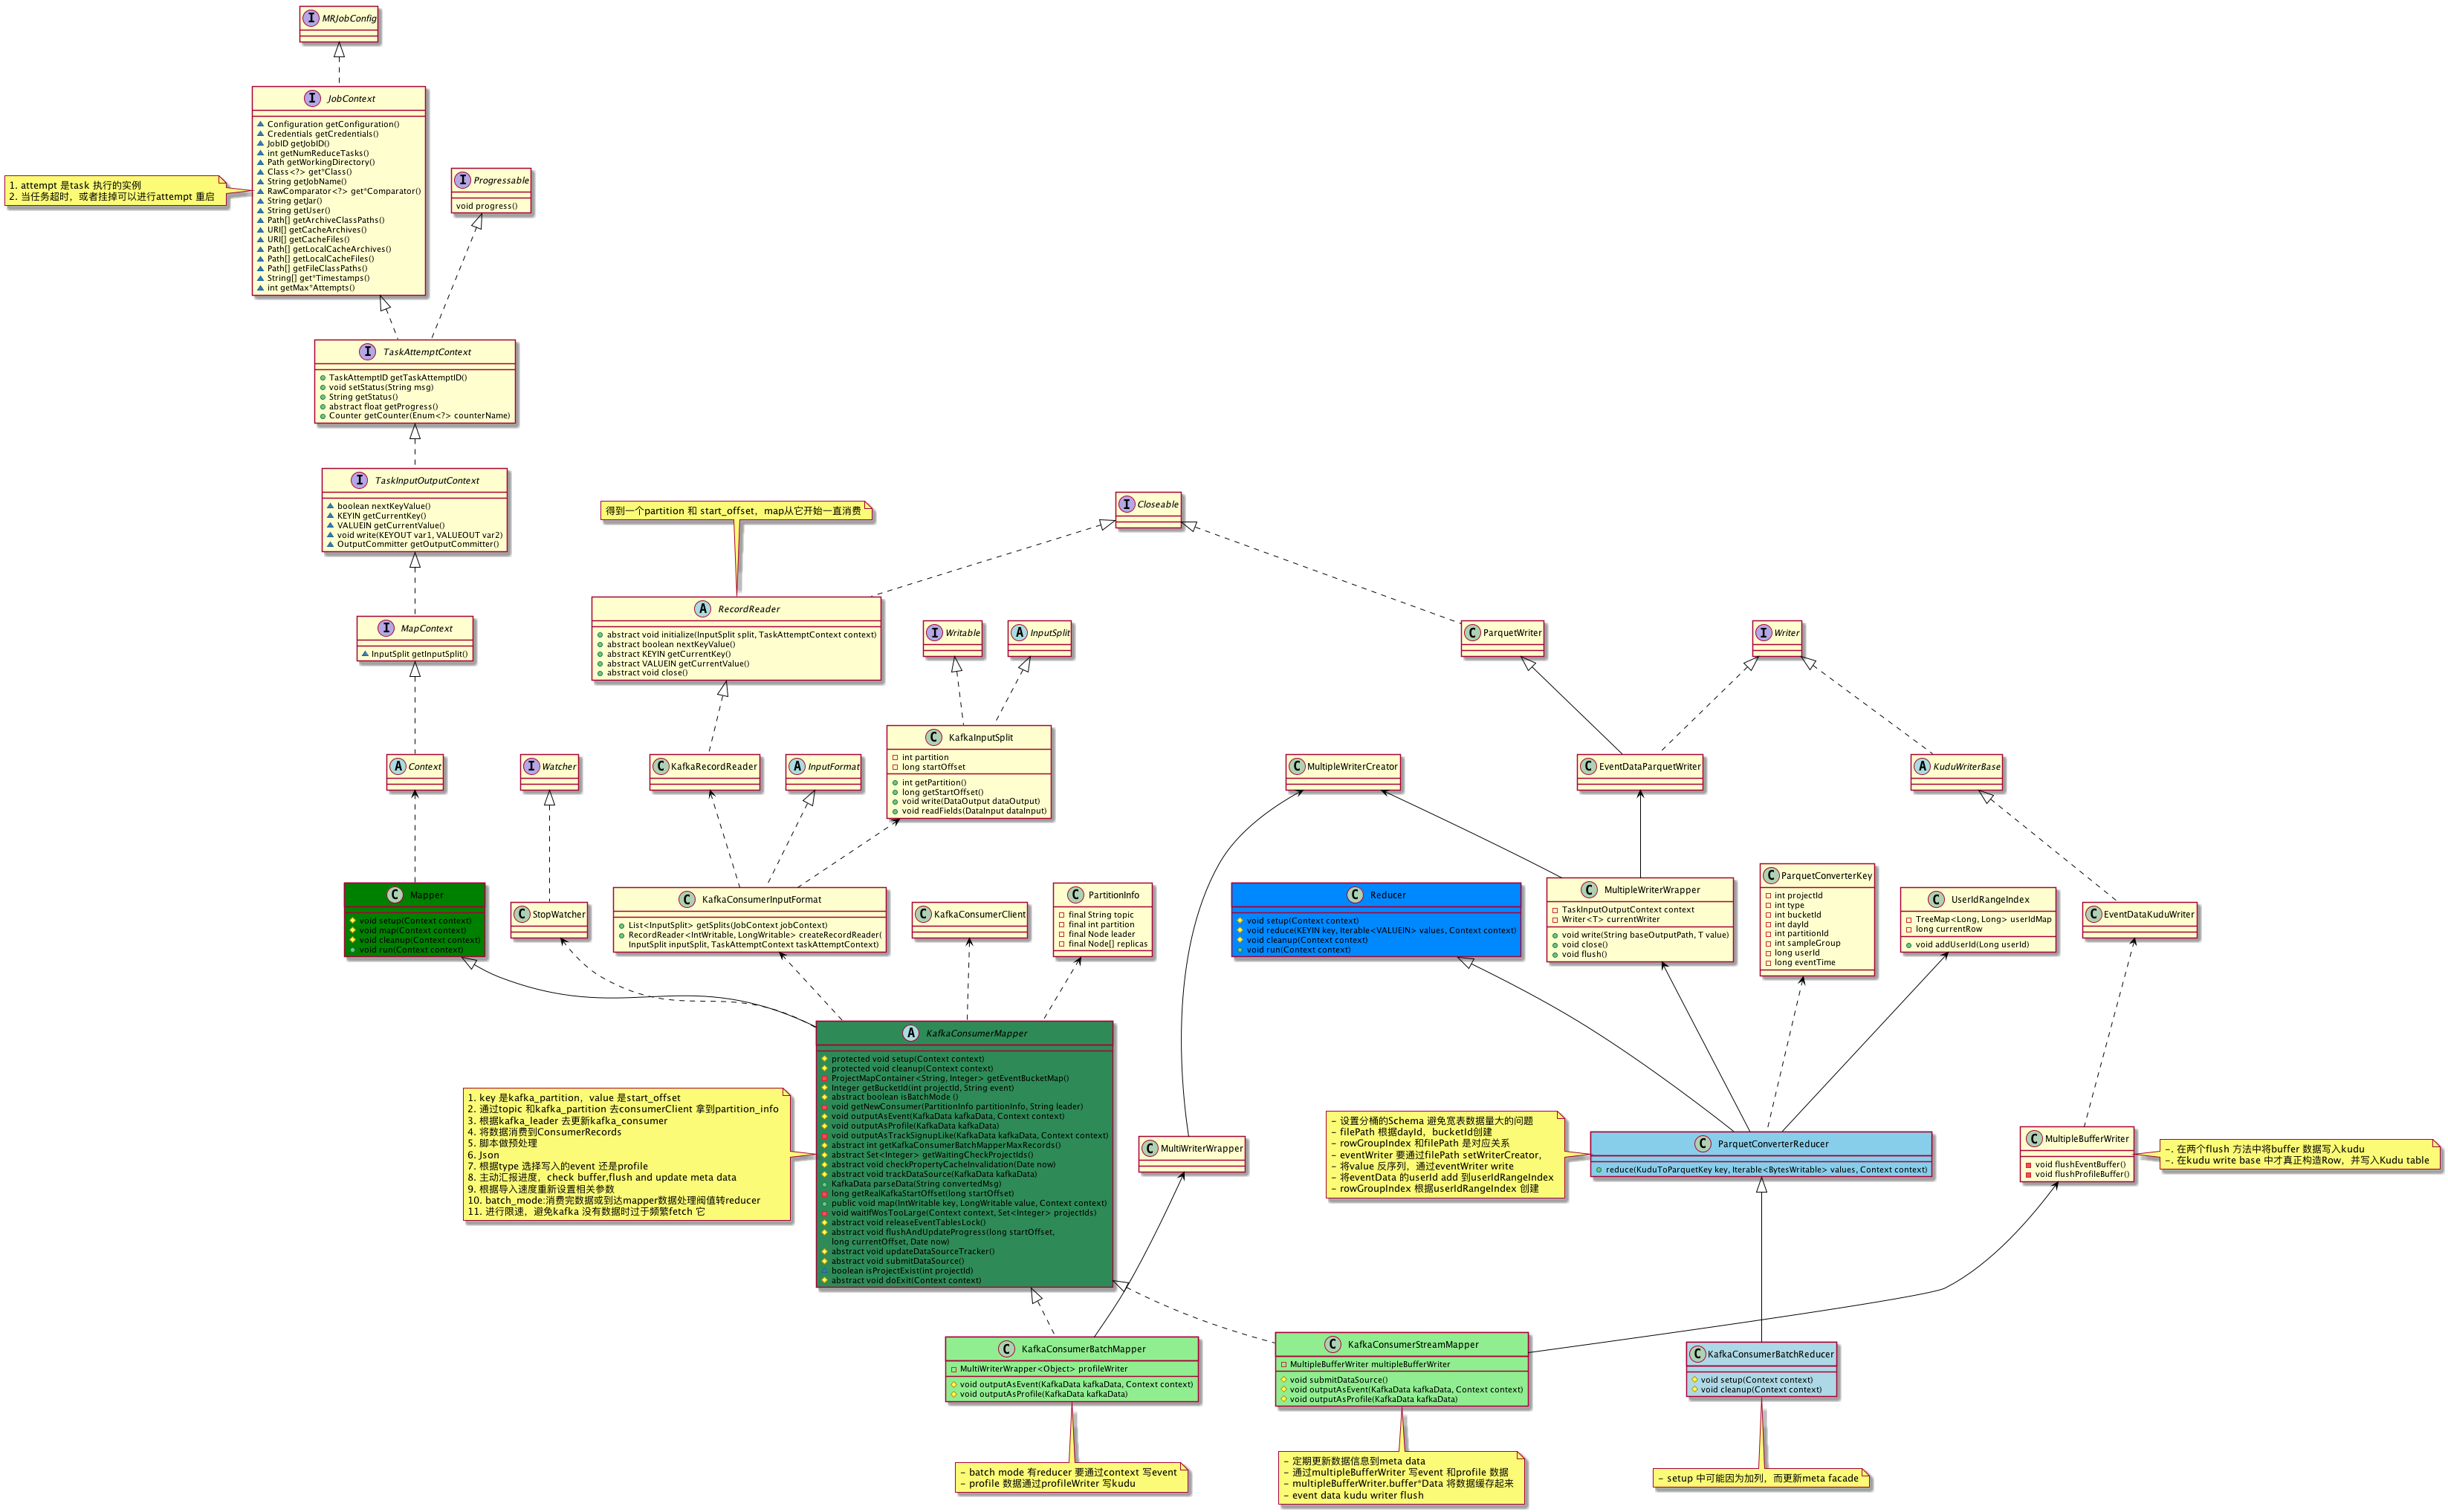 I MRJobConfig
I JobContext
Configuration getConfiguration()
Credentials getCredentials()
JobID getJobID()
int getNumReduceTasks()
Path getWorkingDirectory()
Class<?> get*Class()
String getJobName()
RawComparator<?> get*Comparator()
String getJar()
String getUser()
Path[] getArchiveClassPaths()
URI[] getCacheArchives()
URI[] getCacheFiles()
Path[] getLocalCacheArchives()
Path[] getLocalCacheFiles()
Path[] getFileClassPaths()
String[] get*Timestamps()
int getMax*Attempts()
1. attempt 是task 执行的实例
2. 当任务超时，或者挂掉可以进行attempt 重启
I Progressable
void progress()
I TaskAttemptContext
TaskAttemptID getTaskAttemptID()
void setStatus(String msg)
String getStatus()
abstract float getProgress()
Counter getCounter(Enum<?> counterName)
I TaskInputOutputContext
boolean nextKeyValue()
KEYIN getCurrentKey()
VALUEIN getCurrentValue()
void write(KEYOUT var1, VALUEOUT var2)
OutputCommitter getOutputCommitter()
得到一个partition 和 start_offset，map从它开始一直消费
I Closeable
I MapContext
InputSplit getInputSplit()
A RecordReader
abstract void initialize(InputSplit split, TaskAttemptContext context)
abstract boolean nextKeyValue()
abstract KEYIN getCurrentKey()
abstract VALUEIN getCurrentValue()
abstract void close()
I Writable
A InputSplit
C ParquetWriter
I Writer
A Context
I Watcher
C KafkaRecordReader
A InputFormat
C KafkaInputSplit
int partition
long startOffset
int getPartition()
long getStartOffset()
void write(DataOutput dataOutput)
void readFields(DataInput dataInput)
C MultipleWriterCreator
C EventDataParquetWriter
A KuduWriterBase
C Mapper
void setup(Context context)
void map(Context context)
void cleanup(Context context)
void run(Context context)
C StopWatcher
C KafkaConsumerInputFormat
List<InputSplit> getSplits(JobContext jobContext)
RecordReader<IntWritable, LongWritable> createRecordReader(
InputSplit inputSplit, TaskAttemptContext taskAttemptContext)
C KafkaConsumerClient
C PartitionInfo
final String topic
final int partition
final Node leader
final Node[] replicas
C Reducer
void setup(Context context)
void reduce(KEYIN key, Iterable<VALUEIN> values, Context context)
void cleanup(Context context)
void run(Context context)
C MultipleWriterWrapper
TaskInputOutputContext context
Writer<T> currentWriter
void write(String baseOutputPath, T value)
void close()
void flush()
C ParquetConverterKey
int projectId
int type
int bucketId
int dayId
int partitionId
int sampleGroup
long userId
long eventTime
C UserIdRangeIndex
TreeMap<Long, Long> userIdMap
long currentRow
void addUserId(Long userId)
C EventDataKuduWriter
A KafkaConsumerMapper
protected void setup(Context context)
protected void cleanup(Context context)
ProjectMapContainer<String, Integer> getEventBucketMap()
Integer getBucketId(int projectId, String event)
abstract boolean isBatchMode ()
void getNewConsumer(PartitionInfo partitionInfo, String leader)
void outputAsEvent(KafkaData kafkaData, Context context)
void outputAsProfile(KafkaData kafkaData)
void outputAsTrackSignupLike(KafkaData kafkaData, Context context)
abstract int getKafkaConsumerBatchMapperMaxRecords()
abstract Set<Integer> getWaitingCheckProjectIds()
abstract void checkPropertyCacheInvalidation(Date now)
abstract void trackDataSource(KafkaData kafkaData)
KafkaData parseData(String convertedMsg)
long getRealKafkaStartOffset(long startOffset)
public void map(IntWritable key, LongWritable value, Context context)
void waitIfWosTooLarge(Context context, Set<Integer> projectIds)
abstract void releaseEventTablesLock()
abstract void flushAndUpdateProgress(long startOffset,
long currentOffset, Date now)
abstract void updateDataSourceTracker()
abstract void submitDataSource()
boolean isProjectExist(int projectId)
abstract void doExit(Context context)
1. key 是kafka_partition，value 是start_offset
2. 通过topic 和kafka_partition 去consumerClient 拿到partition_info
3. 根据kafka_leader 去更新kafka_consumer
4. 将数据消费到ConsumerRecords
5. 脚本做预处理
6. Json
7. 根据type 选择写入的event 还是profile
8. 主动汇报进度，check buffer,flush and update meta data
9. 根据导入速度重新设置相关参数
10. batch_mode:消费完数据或到达mapper数据处理阀值转reducer
11. 进行限速，避免kafka 没有数据时过于频繁fetch 它
C MultiWriterWrapper
- 设置分桶的Schema 避免宽表数据量大的问题
- filePath 根据dayId，bucketId创建
- rowGroupIndex 和filePath 是对应关系
- eventWriter 要通过filePath setWriterCreator,
- 将value 反序列，通过eventWriter write
- 将eventData 的userId add 到userIdRangeIndex
- rowGroupIndex 根据userIdRangeIndex 创建
C ParquetConverterReducer
reduce(KuduToParquetKey key, Iterable<BytesWritable> values, Context context)
C MultipleBufferWriter
void flushEventBuffer()
void flushProfileBuffer()
-. 在两个flush 方法中将buffer 数据写入kudu
-. 在kudu write base 中才真正构造Row，并写入Kudu table
C KafkaConsumerBatchMapper
MultiWriterWrapper<Object> profileWriter
void outputAsEvent(KafkaData kafkaData, Context context)
void outputAsProfile(KafkaData kafkaData)
C KafkaConsumerStreamMapper
MultipleBufferWriter multipleBufferWriter
void submitDataSource()
void outputAsEvent(KafkaData kafkaData, Context context)
void outputAsProfile(KafkaData kafkaData)
C KafkaConsumerBatchReducer
void setup(Context context)
void cleanup(Context context)
- batch mode 有reducer 要通过context 写event
- profile 数据通过profileWriter 写kudu
- 定期更新数据信息到meta data
- 通过multipleBufferWriter 写event 和profile 数据
- multipleBufferWriter.buffer*Data 将数据缓存起来
- event data kudu writer flush
- setup 中可能因为加列，而更新meta facade